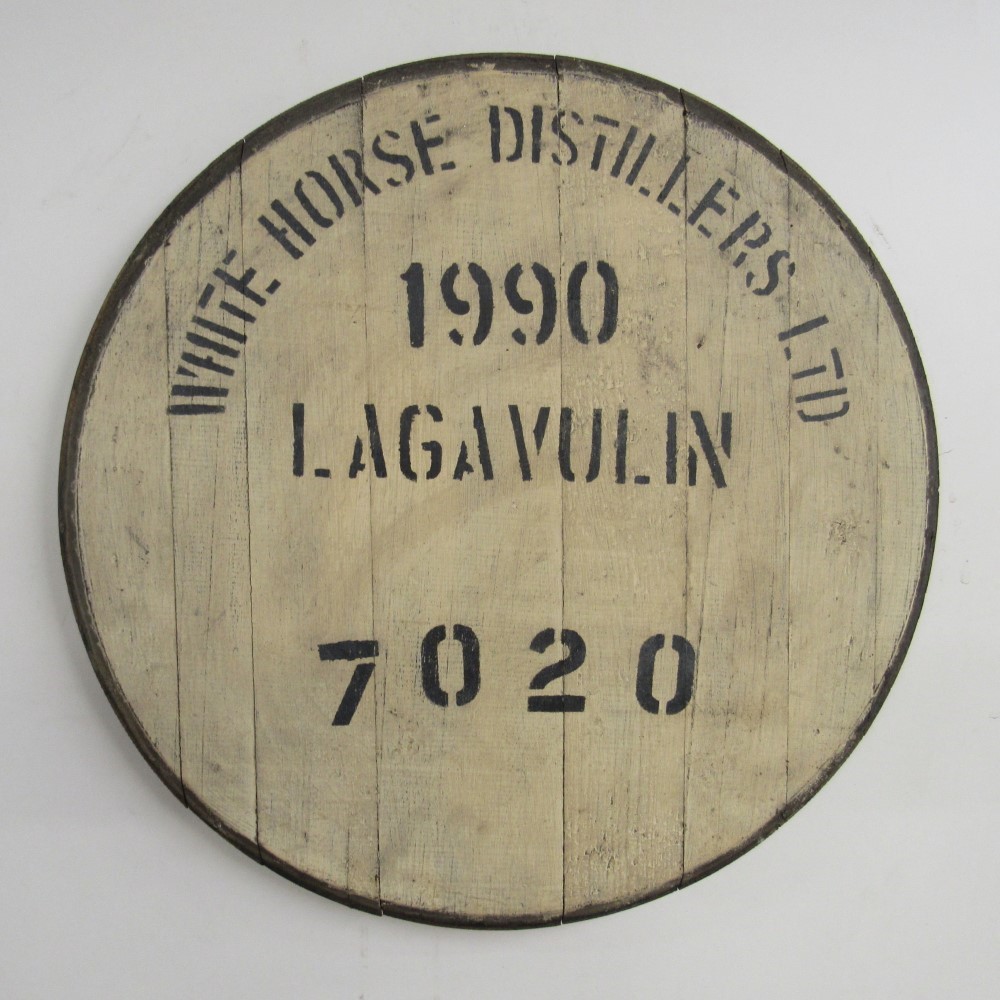 WHITE HORSE DISTILLERS LTD
1990
LAGAVULIN
7020